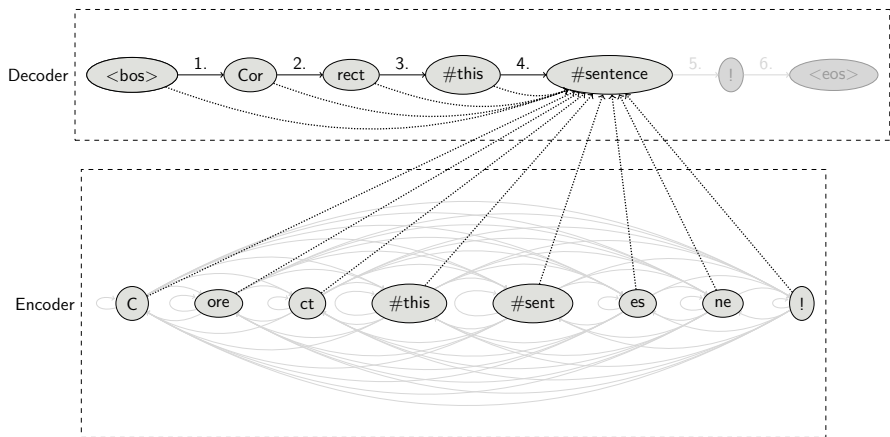 1. 2. 3. 4. 5. 6.
Decoder <bos> Cor rect #this #sentence ! <eos>
Encoder C ore ct #this #sent es ne !